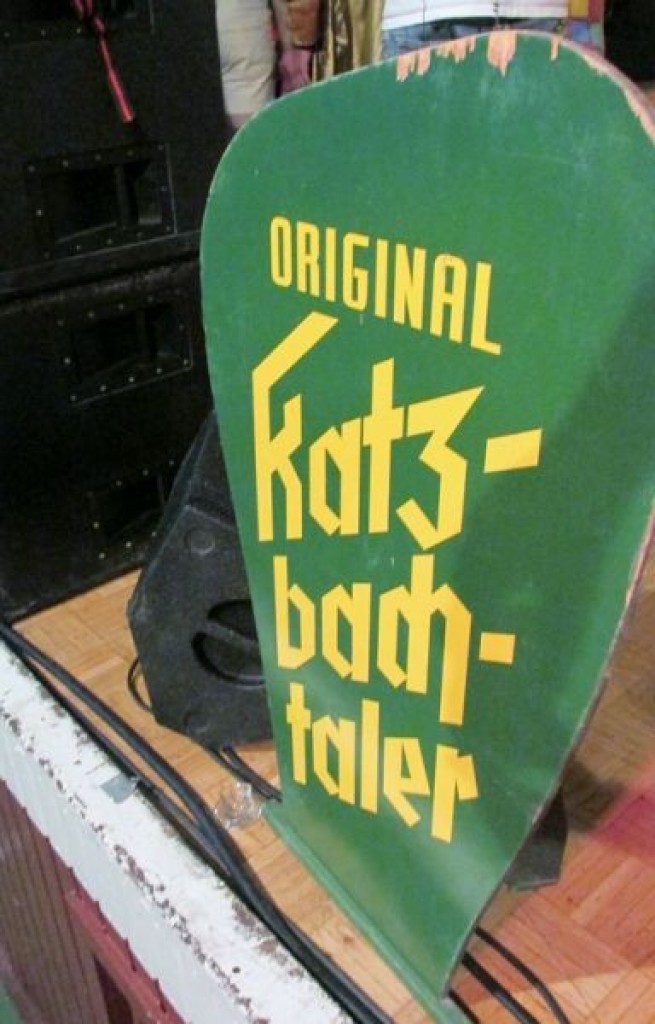 ORIGINAL
Katz-
bach-
taler